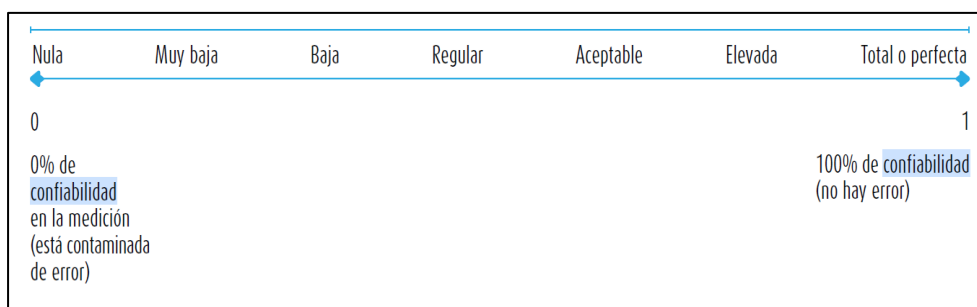 Nula Muy baja Baja Regular Aceptable Elevada Total o perfecta
0 1
0% de
confiabilidad
en la medición
(está contaminada
de error)
100% de confiabilidad
(no hay error)